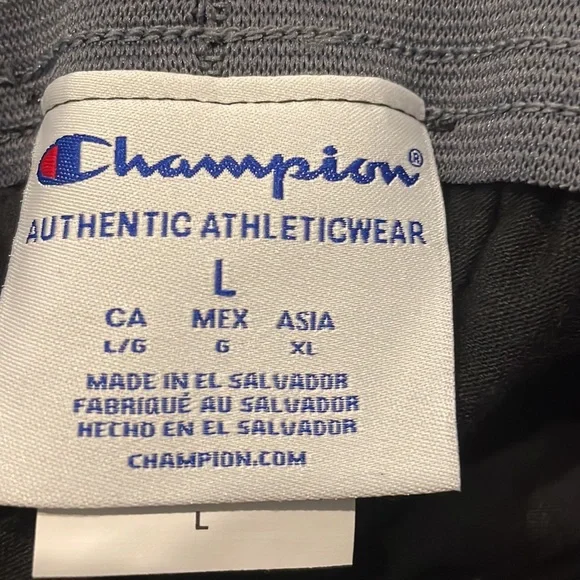 Champion®
AUTHENTIC ATHLETICWEAR
L
CA MEX ASIA
L/G G XL
MADE IN EL SALVADOR
FABRIQUÉ AU SALVADOR
HECHO EN EL SALVADOR
CHAMPION.COM
L